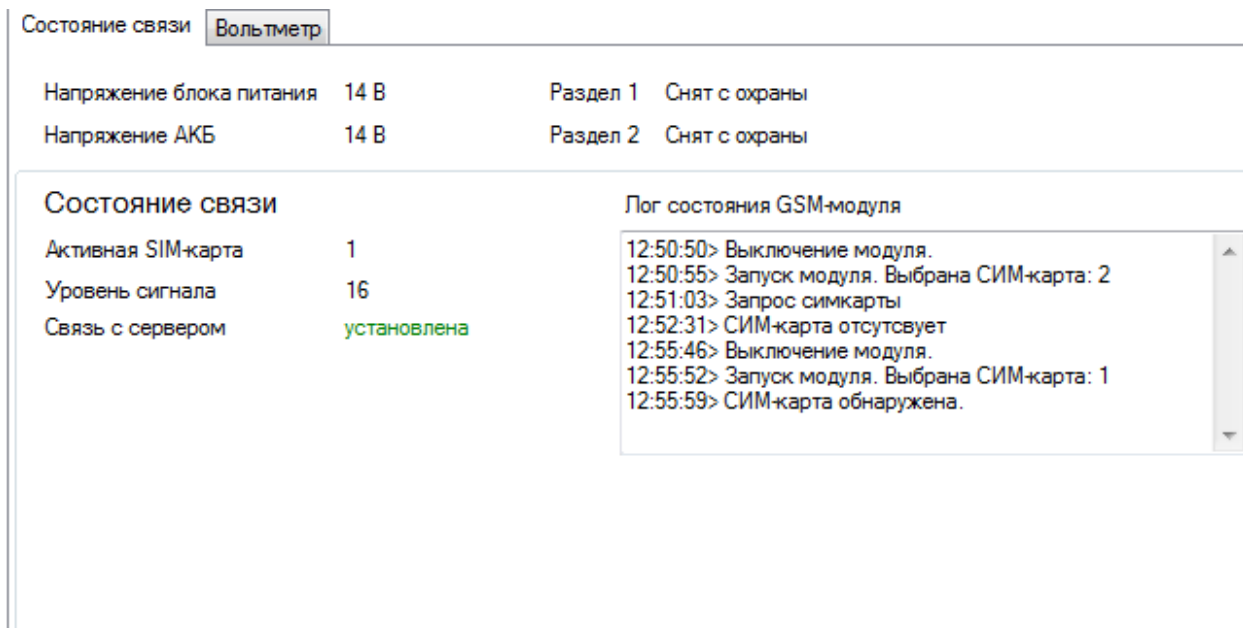 Состояние связи Вольтметр
Напряжение блока питания 14 В Раздел 1 Снят с охраны
Напряжение АКБ 14 В Раздел 2 Снят с охраны
Состояние связи
Активная SIM-карта 1
Уровень сигнала 16
Связь с сервером установлена
Лог состояния GSM-модуля
12:50:50> Выключение модуля.
12:50:55> Запуск модуля. Выбрана СИМ-карта: 2
12:51:03> Запрос симкарты
12:52:31> СИМ-карта отсутсвует
12:55:46> Выключение модуля.
12:55:52> Запуск модуля. Выбрана СИМ-карта: 1
12:55:59> СИМ-карта обнаружена.